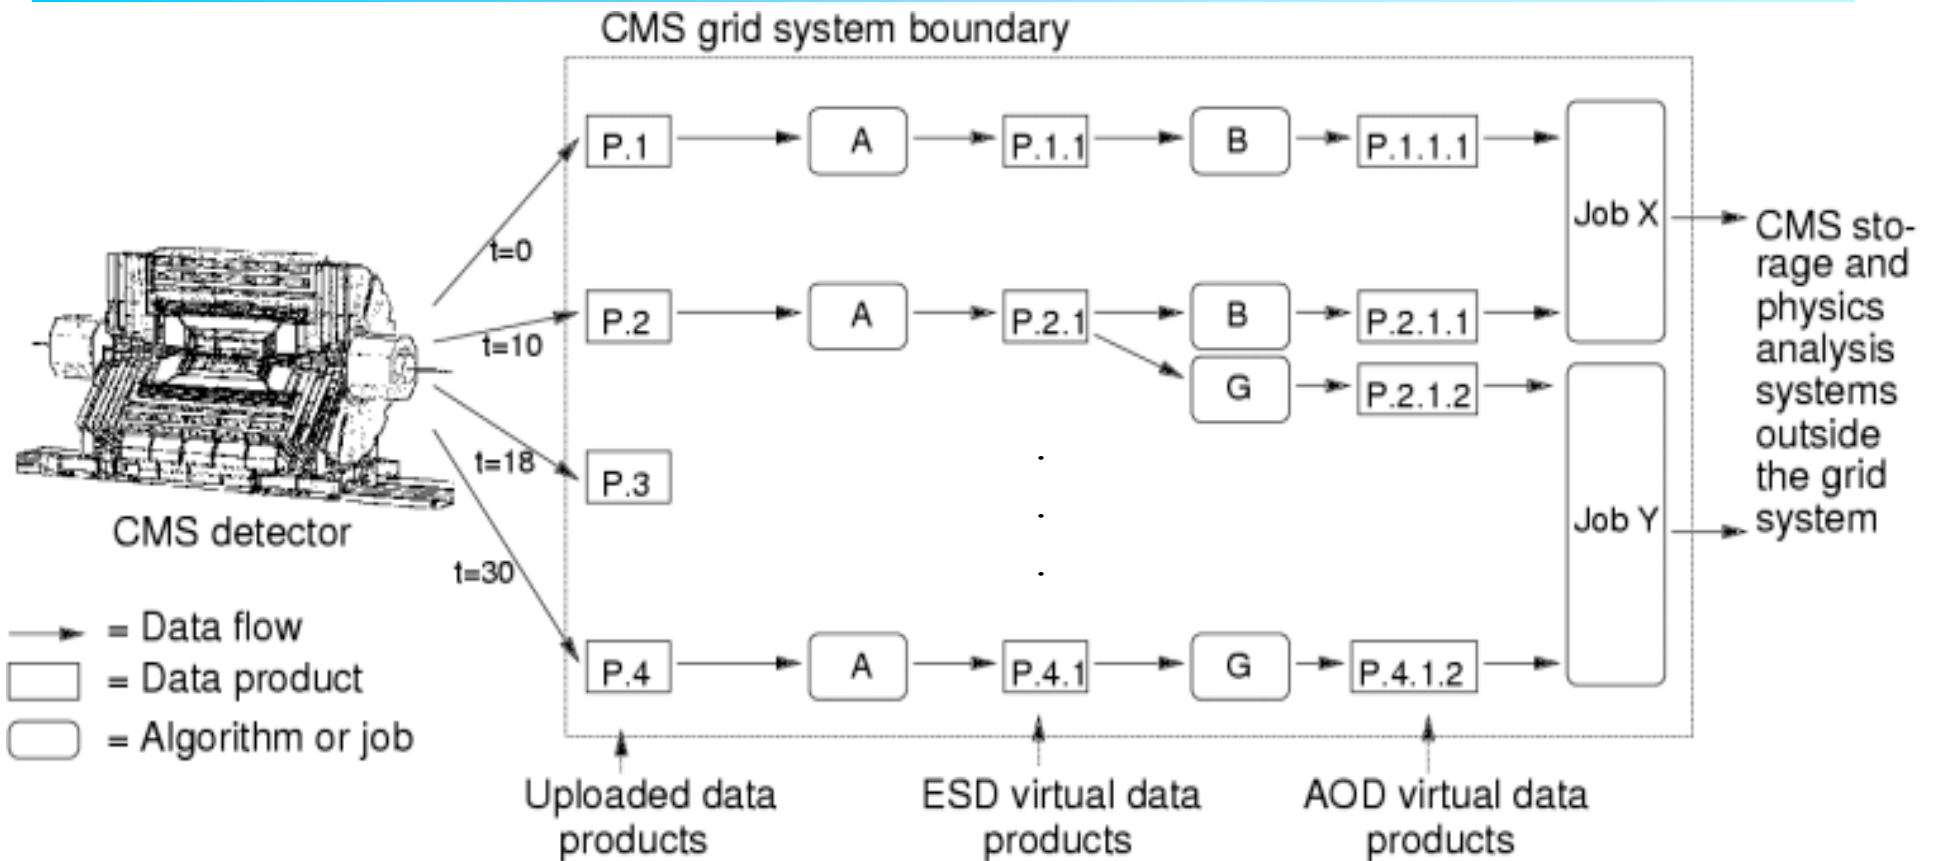 CMS grid system boundary
P.1
A
P.1.1
B
P.1.1.1
Job X
t=0
P.2
A
P.2.1
B
P.2.1.1
t=10
G
P.2.1.2
t=18
P.3
Job Y
t=30
P.4
A
P.4.1
G
P.4.1.2
CMS sto-
rage and
physics
analysis
systems
outside
the grid
system
CMS detector
= Data flow
= Data product
= Algorithm or job
Uploaded data
products
ESD virtual data
products
AOD virtual data
products